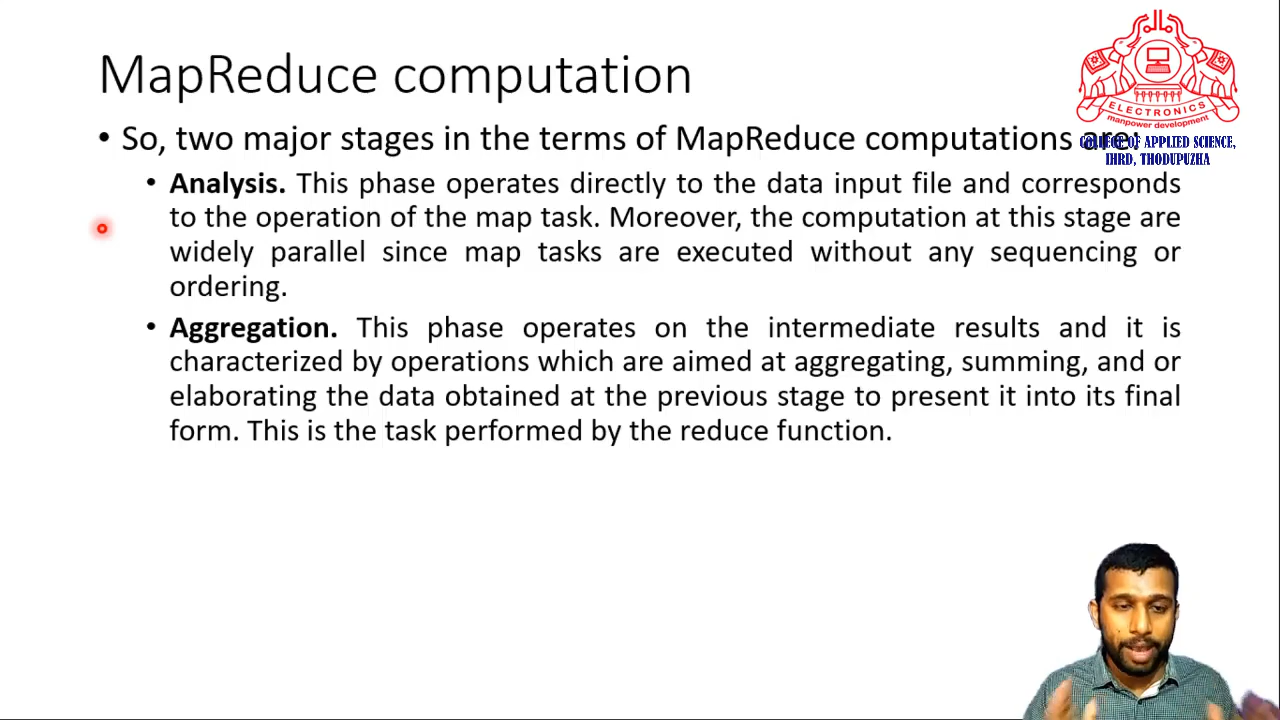 MapReduce computation
ELECTRONICS
manpower development
• So, two major stages in the terms of MapReduce computations are:
COLLEGE OF APPLIED SCIENCE,
IHRD, THODUPUZHA
• Analysis. This phase operates directly to the data input file and corresponds
to the operation of the map task. Moreover, the computation at this stage are
widely parallel since map tasks are executed without any sequencing or
ordering.
• Aggregation. This phase operates on the intermediate results and it is
characterized by operations which are aimed at aggregating, summing, and or
elaborating the data obtained at the previous stage to present it into its final
form. This is the task performed by the reduce function.